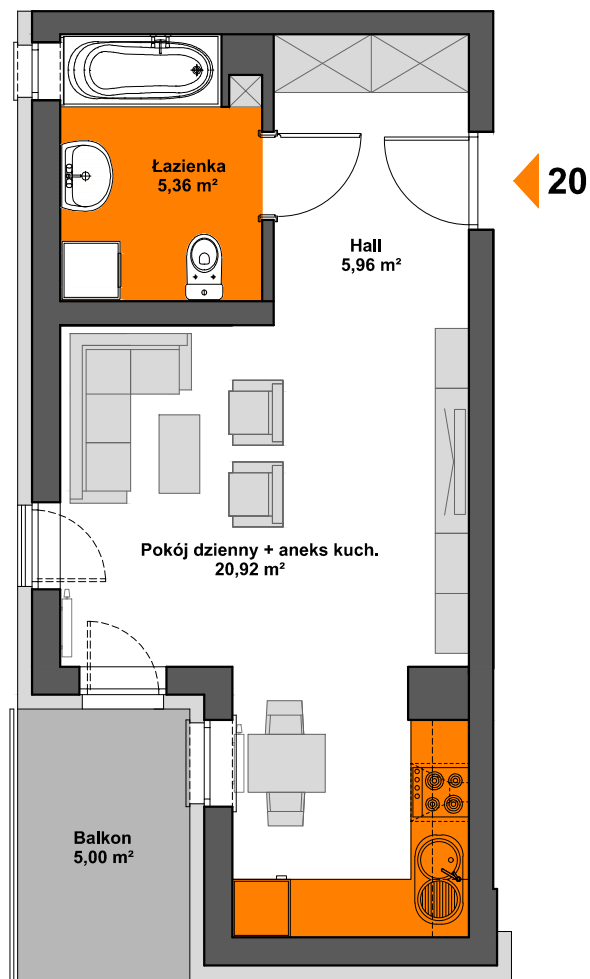 Łazienka
5,36 m²
20
Hall
5,96 m²
Pokój dzienny + aneks kuch.
20,92 m²
Balkon
5,00 m²